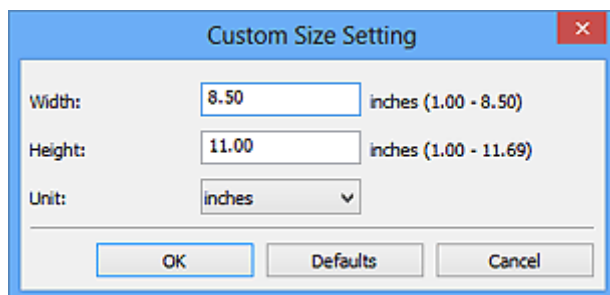 Custom Size Setting
Width: 8.50 inches (1.00 - 8.50)
Height: 11.00 inches (1.00 - 11.69)
Unit: inches
OK Defaults Cancel